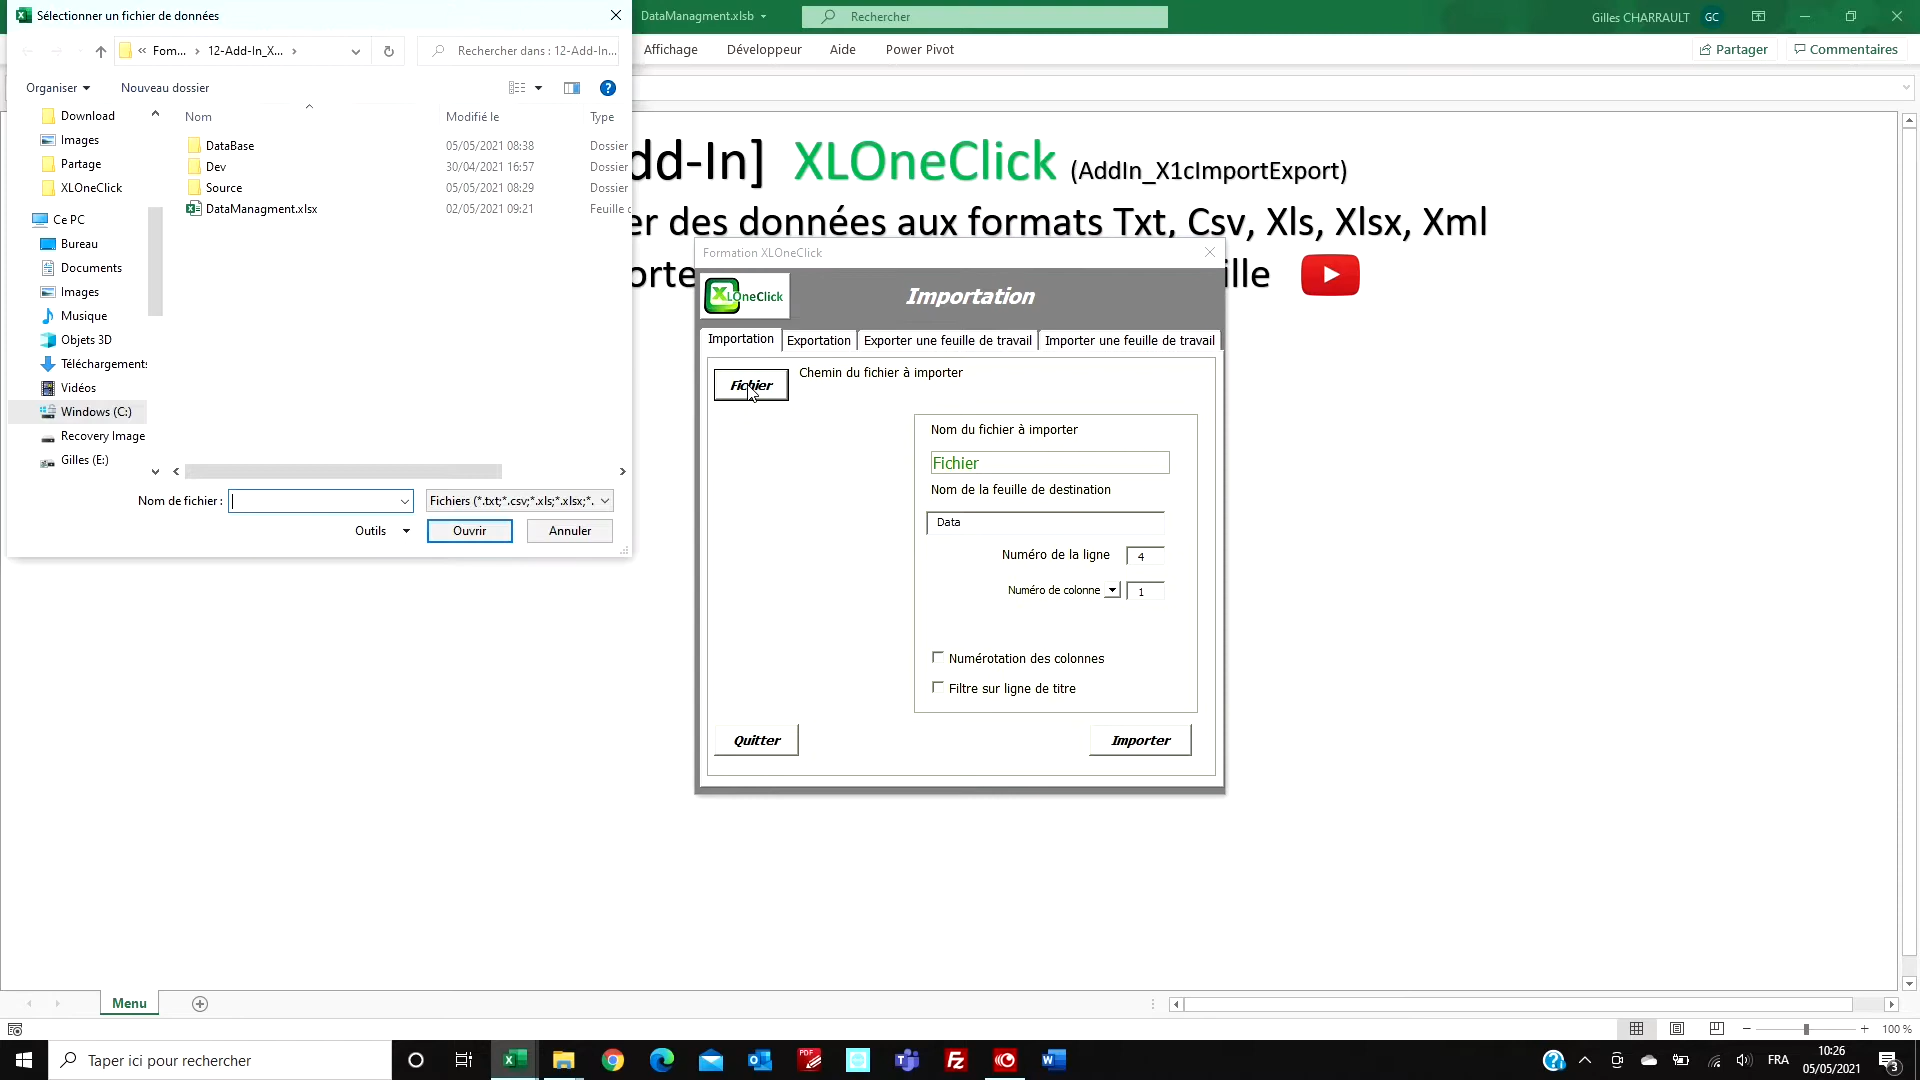 Sélectionner un fichier de données
DataManagment.xlsb
Rechercher
Gilles CHARRAULT
GC
« Fom... › 12-Add-In_X... ›
Rechercher dans : 12-Add-In...
Affichage
Développeur
Aide
Power Pivot
Partager
Commentaires
Organiser
Nouveau dossier
Nom
Modifié le
Type
Download
Images
Partage
XLOneClick
Ce PC
Bureau
Documents
Images
Musique
Objets 3D
Téléchargements
Vidéos
Windows (C:)
Recovery Image
Gilles (E:)
DataBase 05/05/2021 08:38 Dossier
Dev 30/04/2021 16:57 Dossier
Source 05/05/2021 08:29 Dossier
DataManagment.xlsx 02/05/2021 09:21 Feuille
Nom de fichier :
Fichiers (*.txt;*.csv;*.xls;*.xlsx;*.
Outils
Ouvrir
Annuler
dd-In] XLOneClick (AddIn_X1cImportExport)
er des données aux formats Txt, Csv, Xls, Xlsx, Xml
orte
ille
Formation XLOneClick
XLOneClick
Importation
Importation
Exportation
Exporter une feuille de travail
Importer une feuille de travail
Fichier
Chemin du fichier à importer
Nom du fichier à importer
Fichier
Nom de la feuille de destination
Data
Numéro de la ligne 4
Numéro de colonne 1
Numérotation des colonnes
Filtre sur ligne de titre
Quitter
Importer
Menu
100 %
Taper ici pour rechercher
FRA
10:26
05/05/2021
3